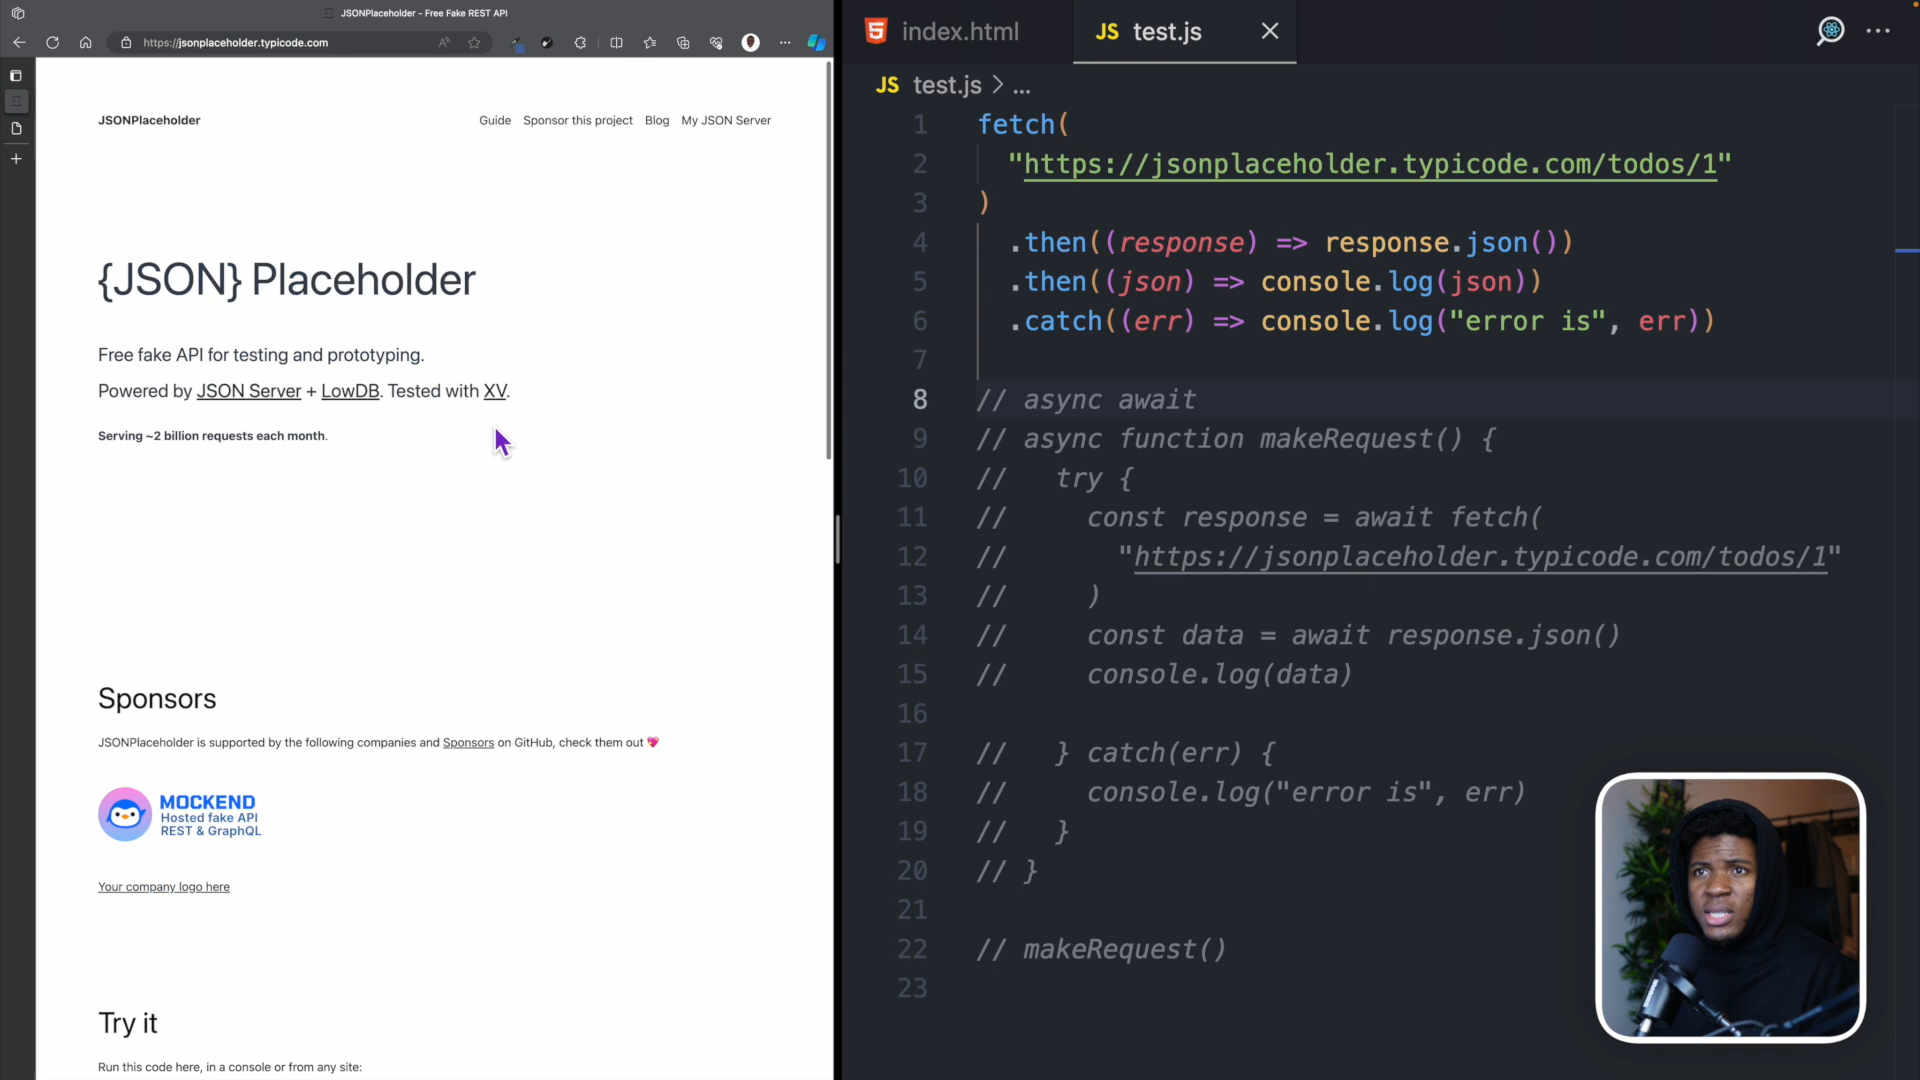 JSONPlaceholder - Free Fake REST API
https://jsonplaceholder.typicode.com
JSONPlaceholder
Guide
Sponsor this project
Blog
My JSON Server
{JSON} Placeholder
Free fake API for testing and prototyping.
Powered by JSON Server + LowDB. Tested with XV.
Serving ~2 billion requests each month.
Sponsors
JSONPlaceholder is supported by the following companies and Sponsors on GitHub, check them out 💖
MOCKEND
Hosted fake API
REST & GraphQL
Your company logo here
Try it
Run this code here, in a console or from any site:
index.html
JS test.js
JS test.js > ...
1 fetch(
2 "https://jsonplaceholder.typicode.com/todos/1"
3 )
4 .then((response) => response.json())
5 .then((json) => console.log(json))
6 .catch((err) => console.log("error is", err))
7
8 // async await
9 // async function makeRequest() {
10 // try {
11 // const response = await fetch(
12 // "https://jsonplaceholder.typicode.com/todos/1"
13 // )
14 // const data = await response.json()
15 // console.log(data)
16
17 // } catch(err) {
18 // console.log("error is", err)
19 // }
20 // }
21
22 // makeRequest()
23